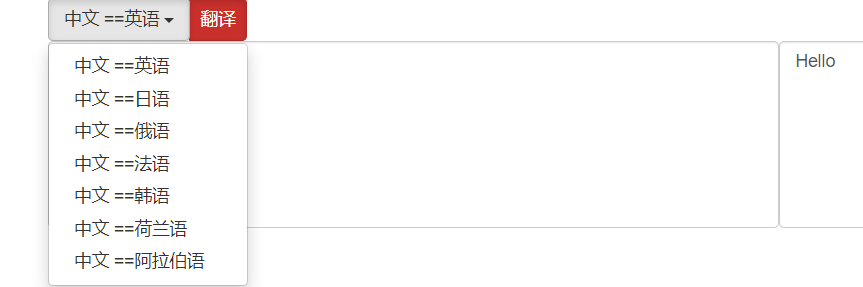 中文 ==英语 翻译
Hello
中文 ==英语
中文 ==日语
中文 ==俄语
中文 ==法语
中文 ==韩语
中文 ==荷兰语
中文 ==阿拉伯语